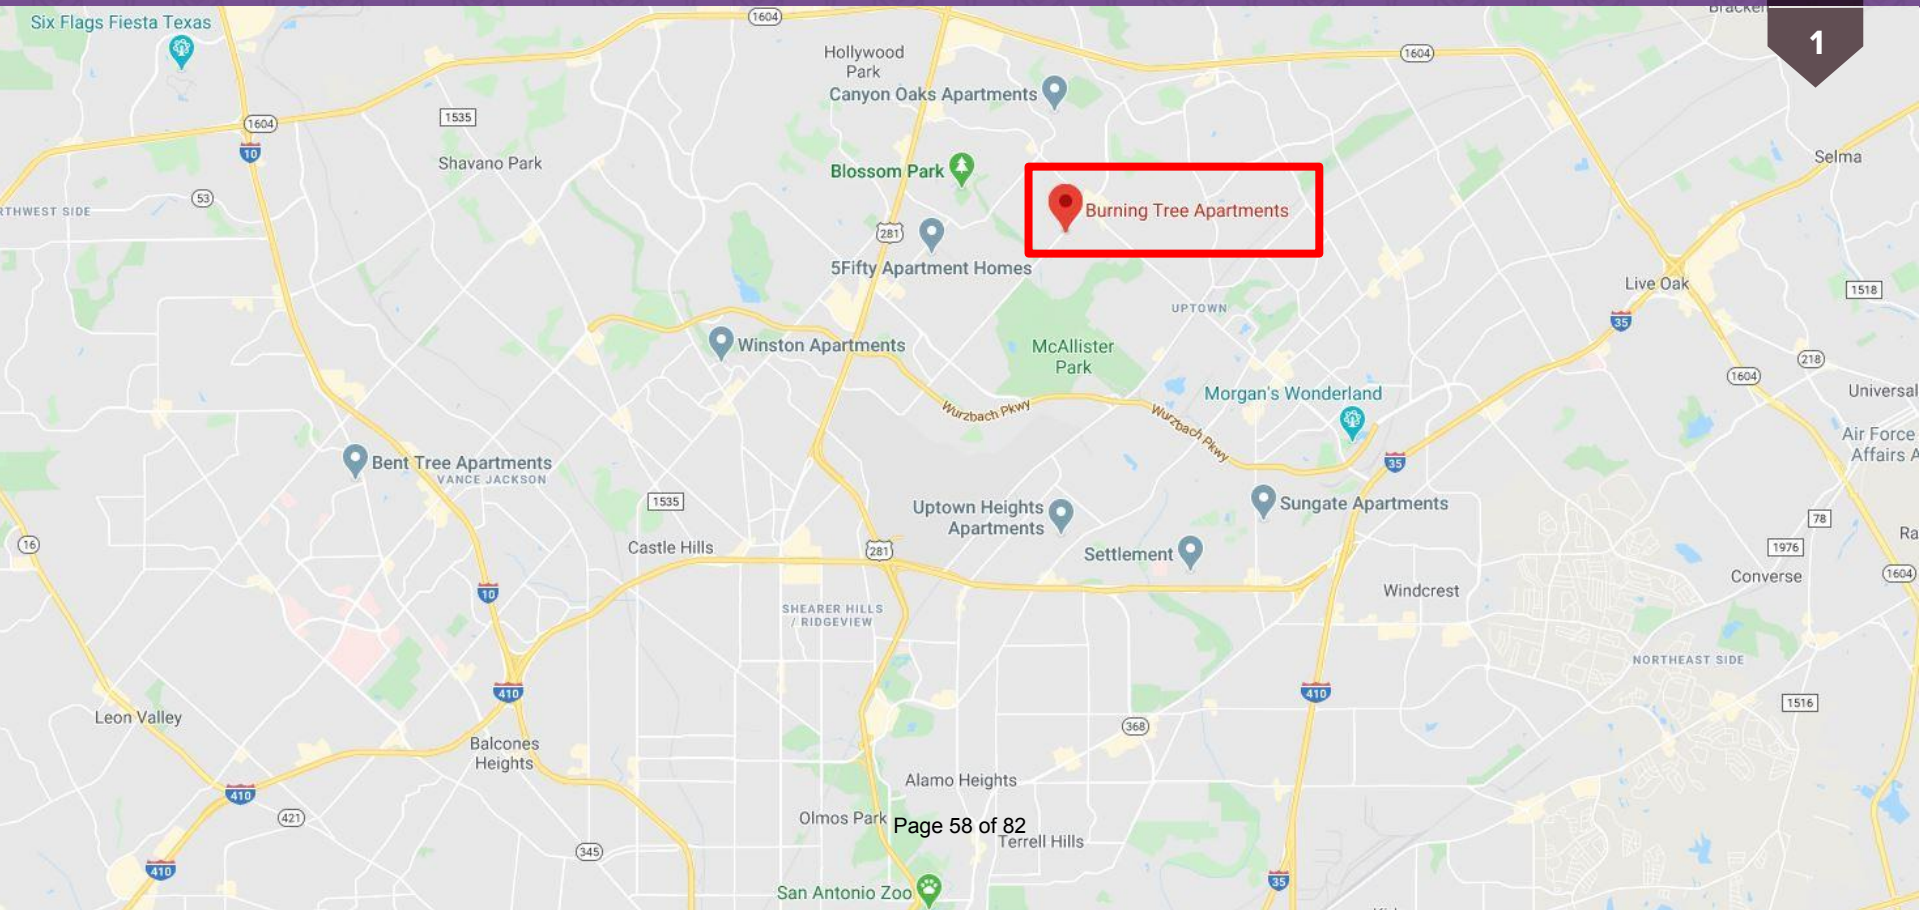 Six Flags Fiesta Texas
1604
Hollywood
Park
1604
1
Canyon Oaks Apartments
1535
1604
10
Shavano Park
Blossom Park
Selma
53
RTHWEST SIDE
Burning Tree Apartments
281
5Fifty Apartment Homes
Live Oak
1518
UPTOWN
35
Winston Apartments
McAllister
Park
218
1604
Morgan's Wonderland
Universal
Wurzbach Pkwy
Wurzbach Pkwy
Air Force
Affairs A
Bent Tree Apartments
VANCE JACKSON
35
1535
Uptown Heights
Apartments
Sungate Apartments
78
16
Castle Hills
281
Settlement
1976
Ra
Converse
1604
10
Windcrest
SHEARER HILLS
/ RIDGEVIEW
NORTHEAST SIDE
410
410
1516
Leon Valley
368
Balcones
Heights
Alamo Heights
410
421
Olmos Park
Page 58 of 82
Terrell Hills
345
410
35
San Antonio Zoo